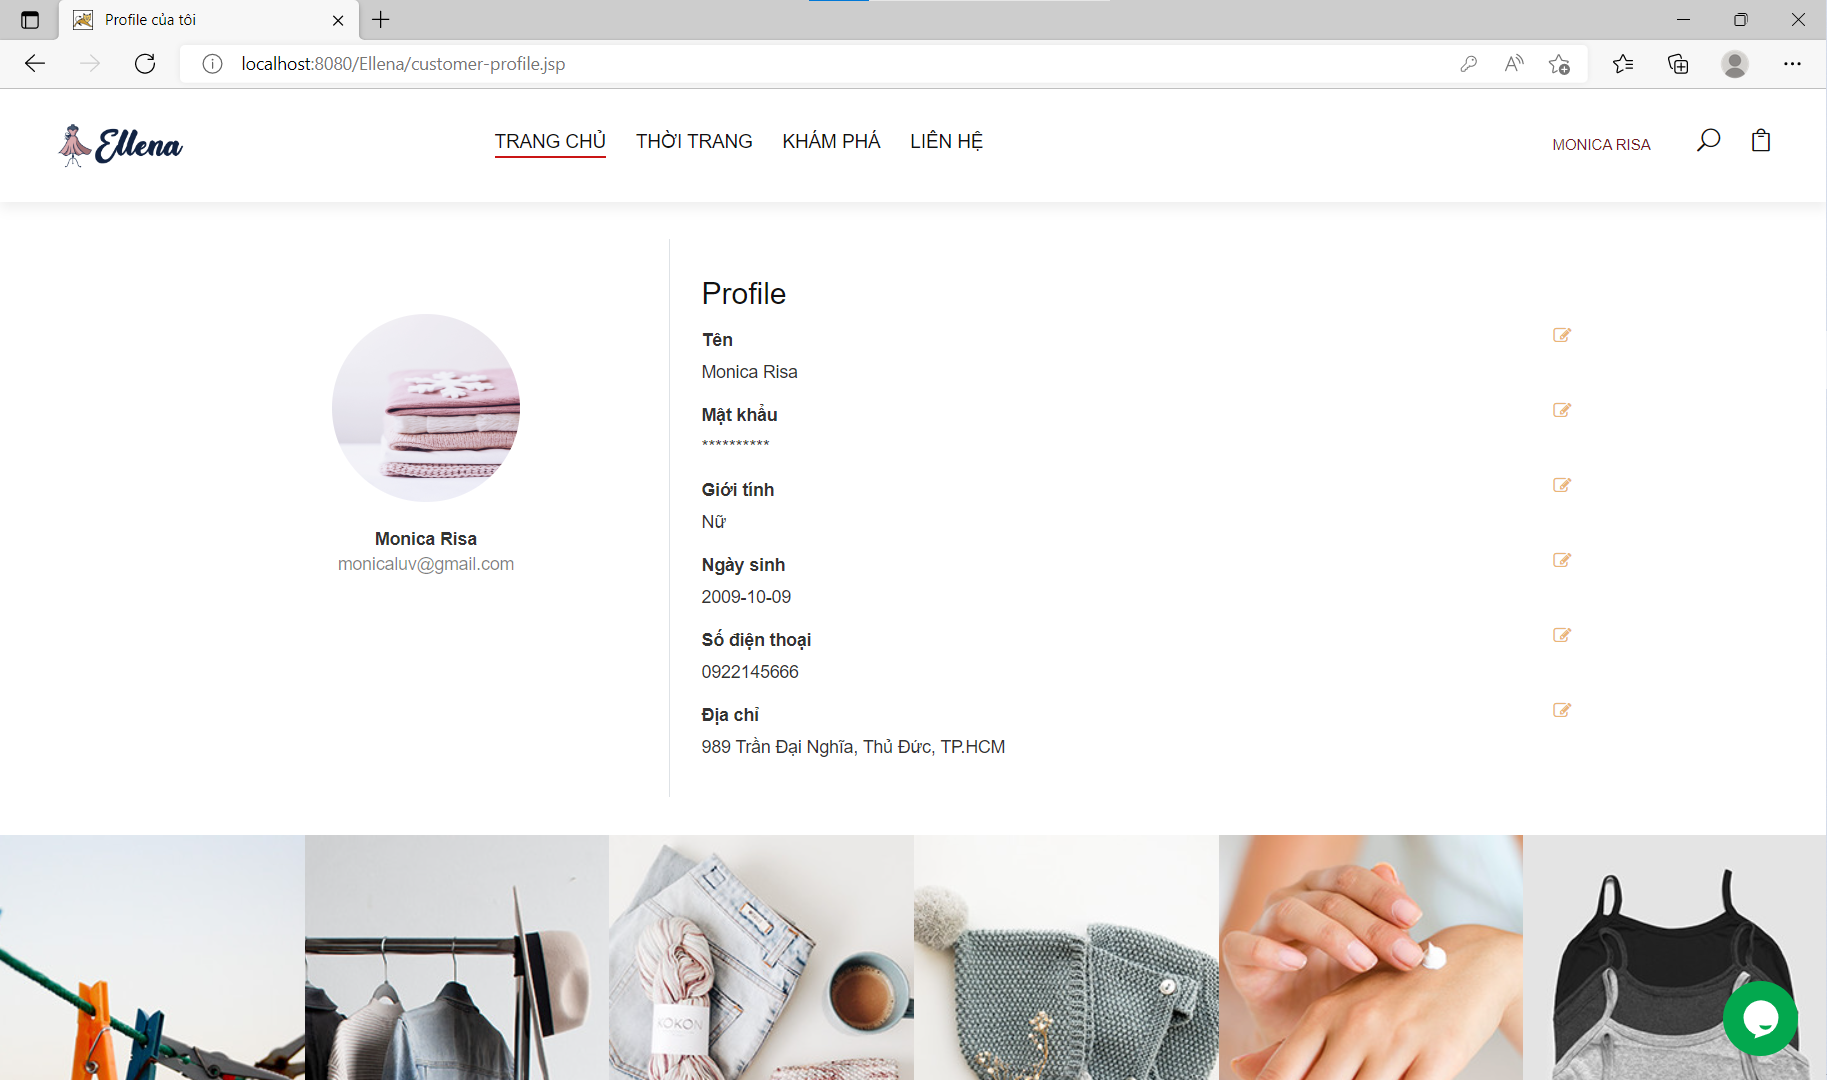 Profile của tôi
localhost:8080/Ellena/customer-profile.jsp
Ellena
TRANG CHỦ THỜI TRANG KHÁM PHÁ LIÊN HỆ
MONICA RISA
Monica Risa
monicaluv@gmail.com
Profile
Tên
Monica Risa
Mật khẩu
**********
Giới tính
Nữ
Ngày sinh
2009-10-09
Số điện thoại
0922145666
Địa chỉ
989 Trần Đại Nghĩa, Thủ Đức, TP.HCM
KOKON